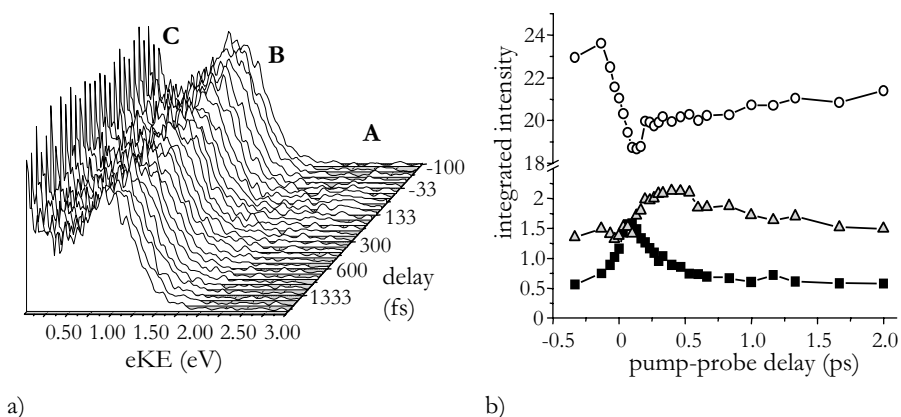 a)
C
B
A
-100
-33
133
300
600
1333
delay
(fs)
0.50 1.00 1.50 2.00 2.50 3.00
eKE (eV)
b)
integrated intensity
24
22
20
18
2
1.5
1.0
0.5
0
-0.5 0 0.5 1.0 1.5 2.0
pump-probe delay (ps)
a)
b)